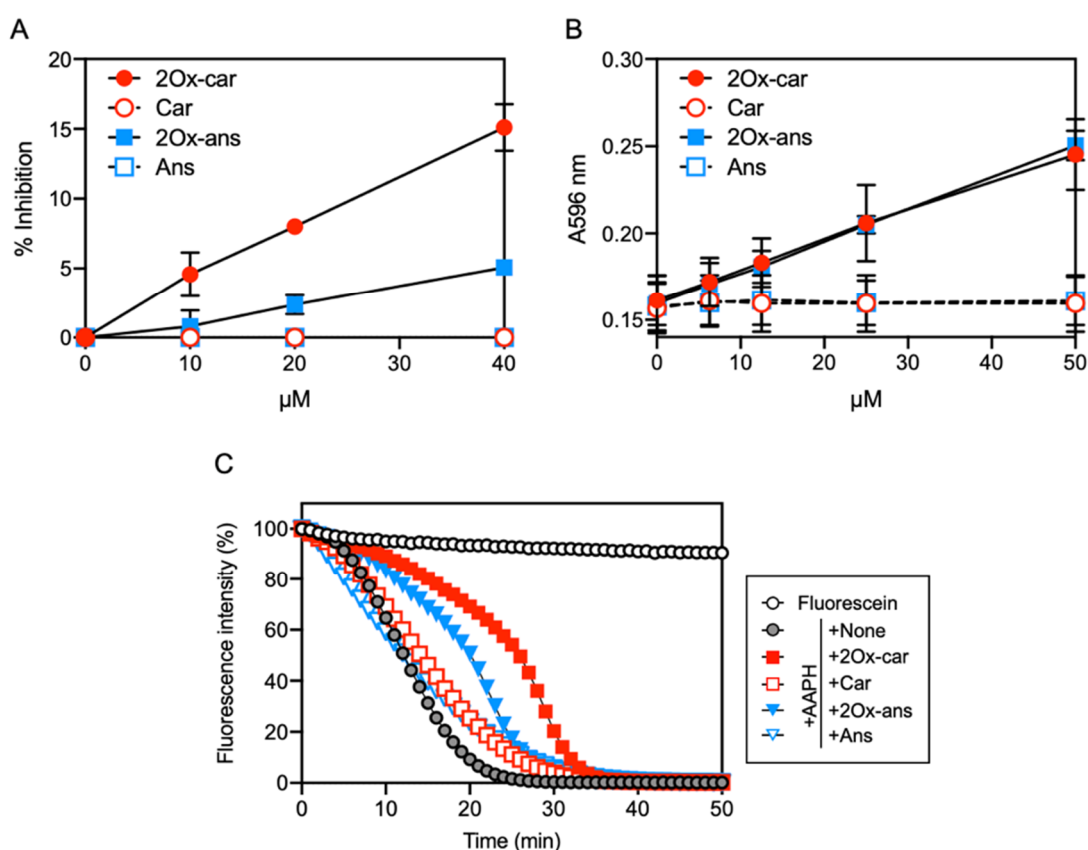 A
20
15
10
5
0
% Inhibition
2Ox-car
Car
2Ox-ans
Ans
0
10
20
30
40
µM
B
0.30
0.25
0.20
0.15
A596 nm
2Ox-car
Car
2Ox-ans
Ans
0
10
20
30
40
50
µM
C
100
80
60
40
20
0
Fluorescence intensity (%)
0
10
20
30
40
50
Time (min)
Fluorescein
+AAPH
+None
+2Ox-car
+Car
+2Ox-ans
+Ans